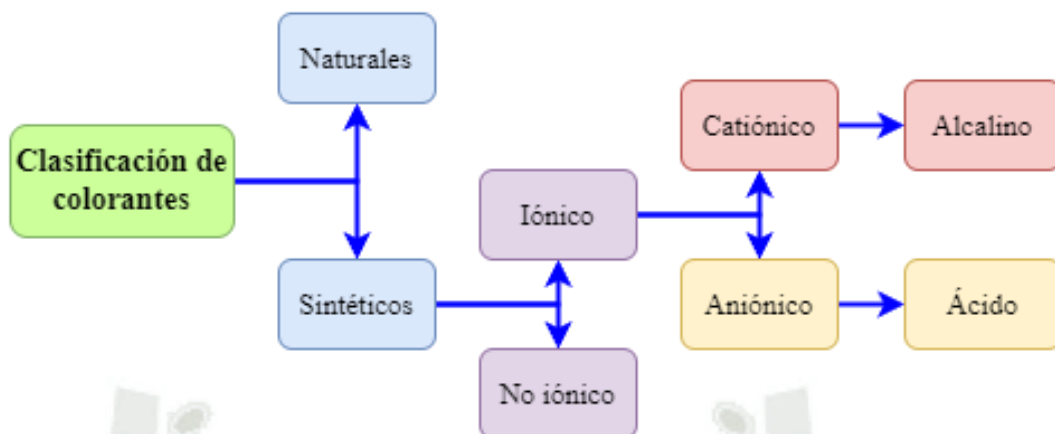 Naturales
Clasificación de
colorantes
Sintéticos
Iónico
No iónico
Catiónico
Alcalino
Aniónico
Ácido